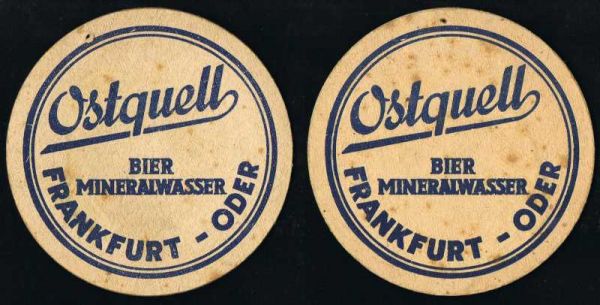 Ostquell
BIER
MINERALWASSER
FRANKFURT - ODER
Ostquell
BIER
MINERALWASSER
FRANKFURT - ODER